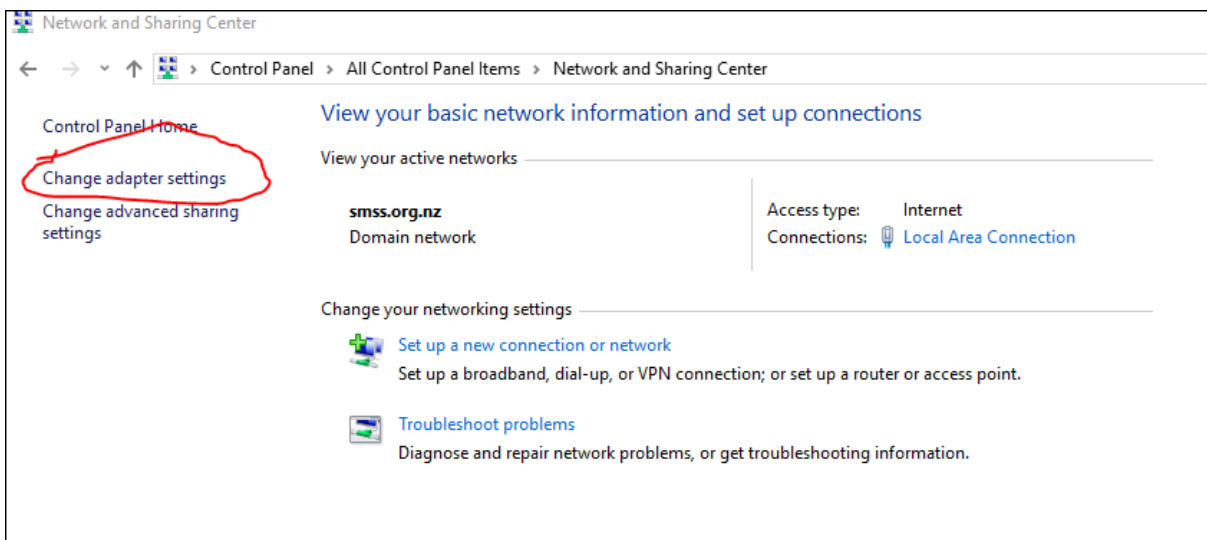 Network and Sharing Center
Control Panel > All Control Panel Items > Network and Sharing Center
Control Panel Home
Change adapter settings
Change advanced sharing
settings
View your basic network information and set up connections
View your active networks
smss.org.nz
Domain network
Access type: Internet
Connections: Local Area Connection
Change your networking settings
Set up a new connection or network
Set up a broadband, dial-up, or VPN connection; or set up a router or access point.
Troubleshoot problems
Diagnose and repair network problems, or get troubleshooting information.